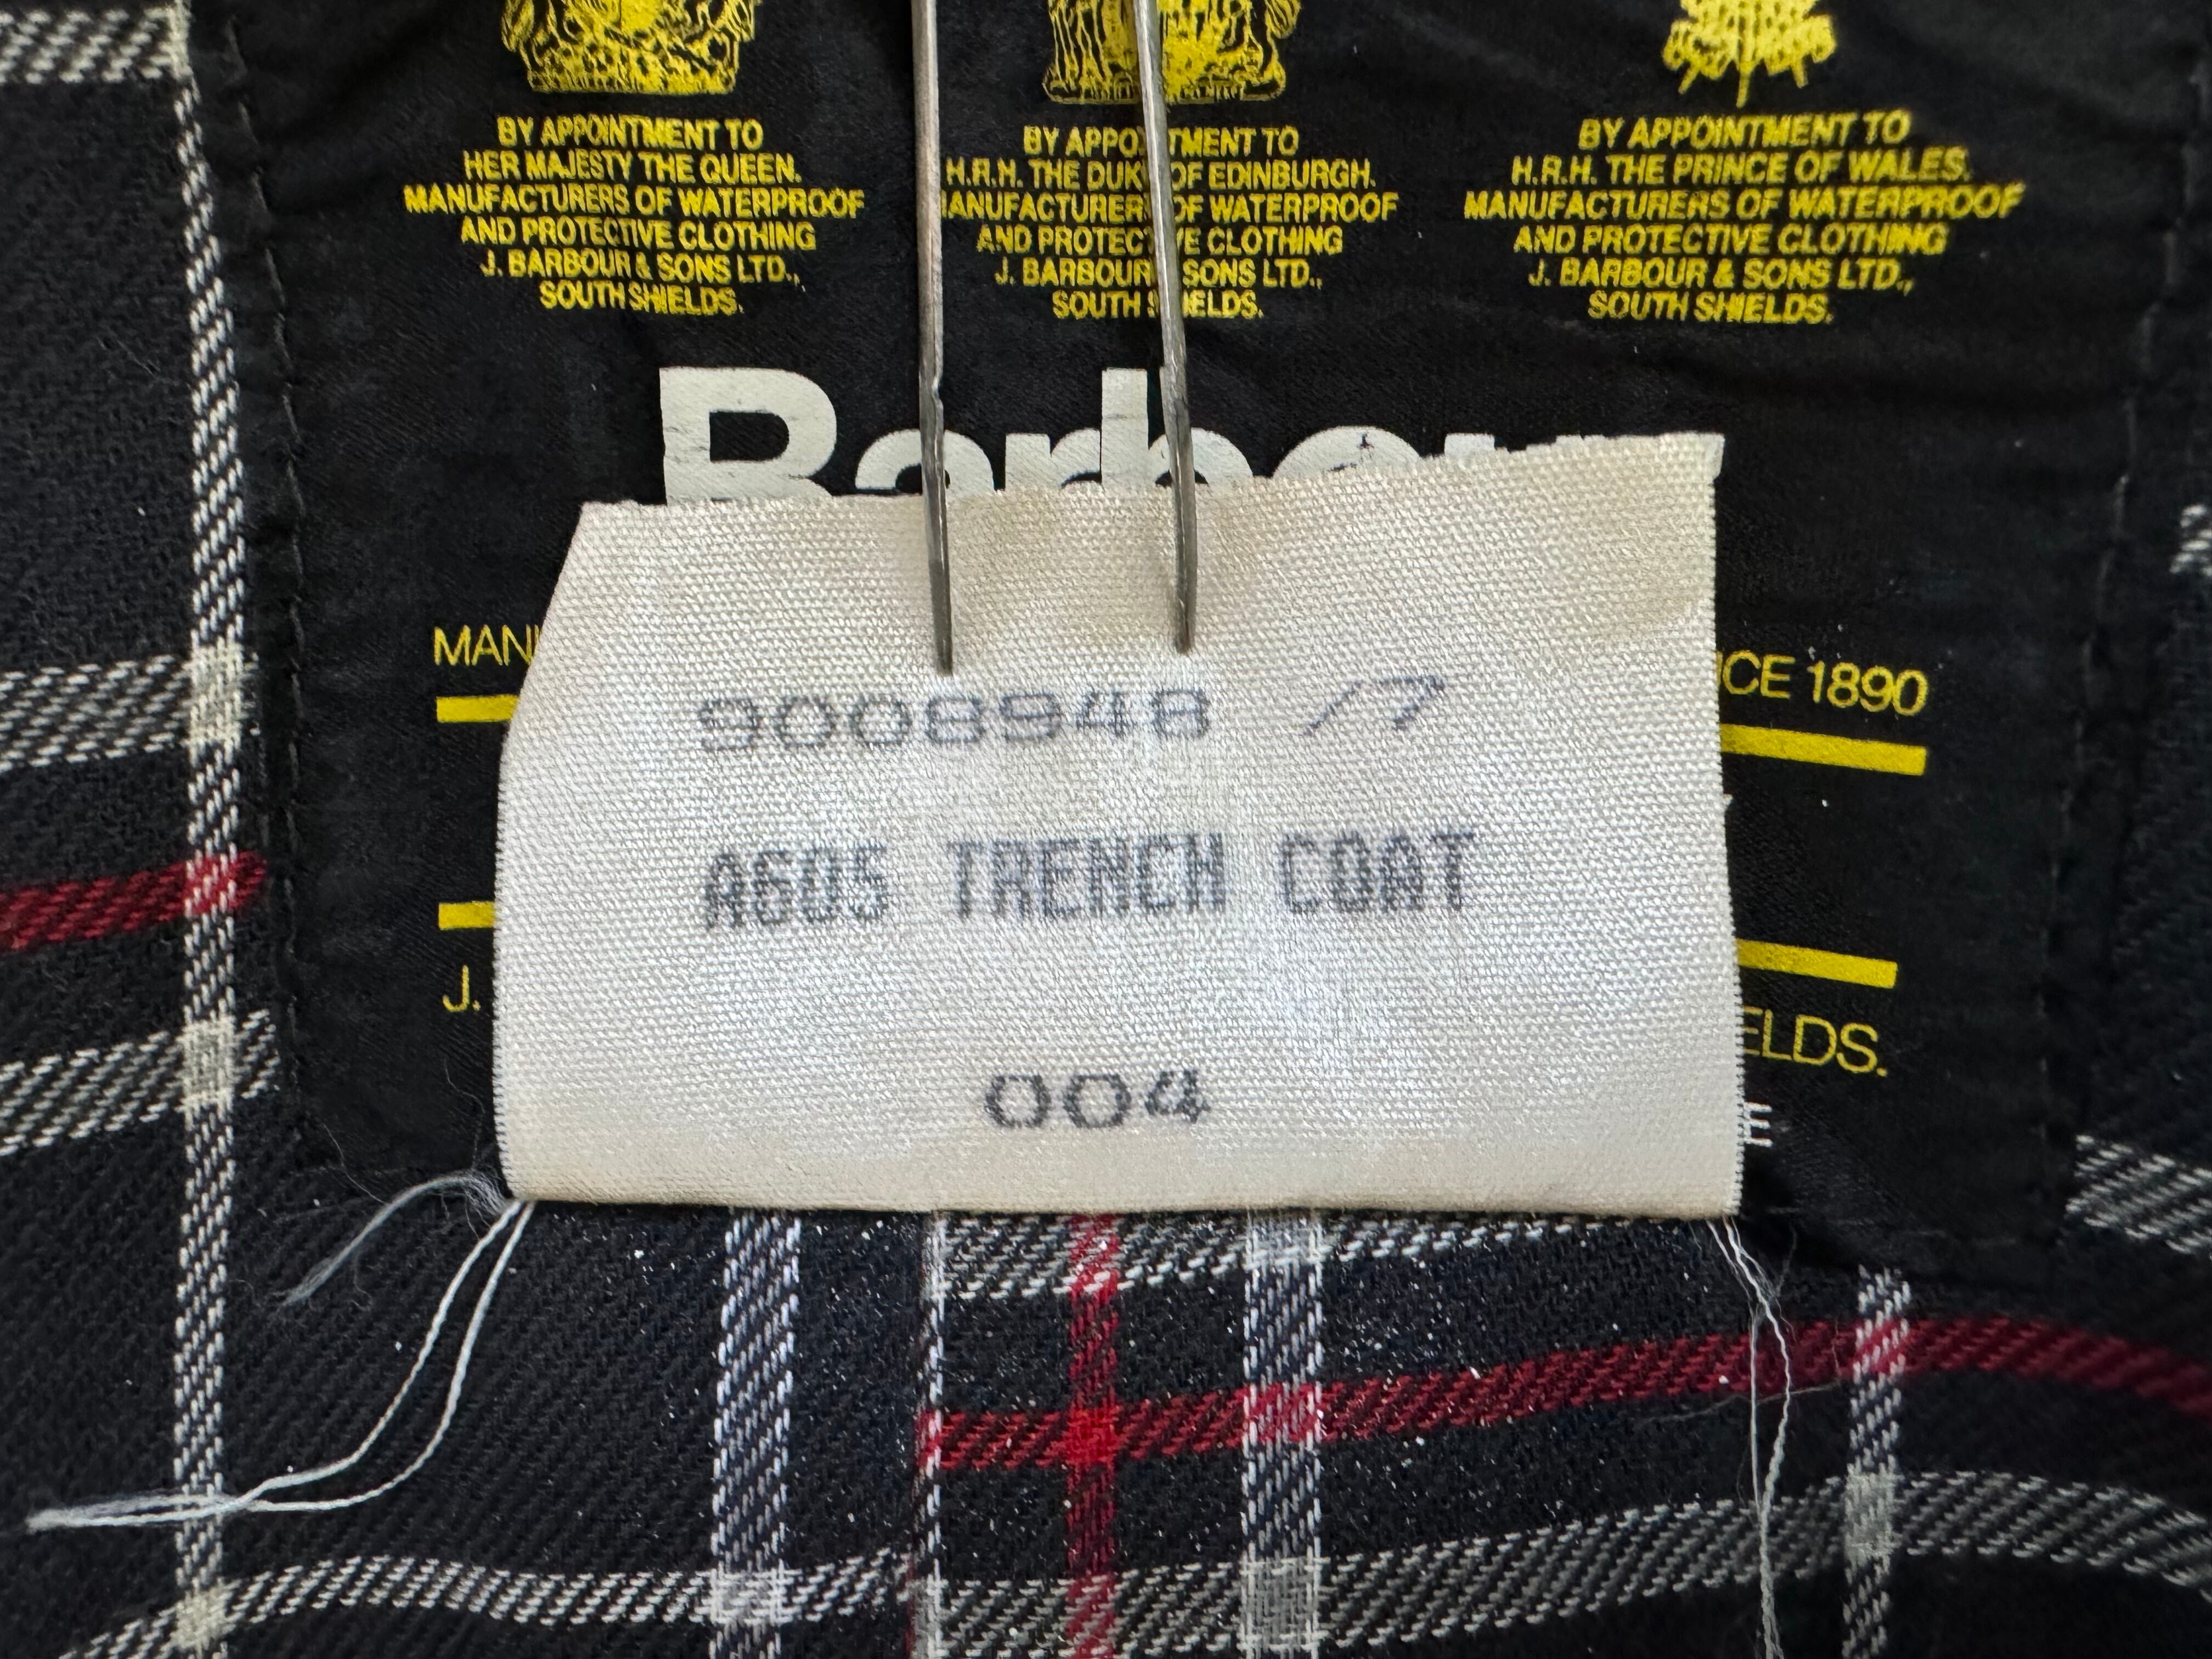 BY APPOINTMENT TO
HER MAJESTY THE QUEEN.
MANUFACTURERS OF WATERPROOF
AND PROTECTIVE CLOTHING
J. BARBOUR & SONS LTD.,
SOUTH SHIELDS.
BY APPOINTMENT TO
H.R.H. THE DUKE OF EDINBURGH.
MANUFACTURERS OF WATERPROOF
AND PROTECTIVE CLOTHING
J. BARBOUR & SONS LTD.,
SOUTH SHIELDS.
BY APPOINTMENT TO
H.R.H. THE PRINCE OF WALES.
MANUFACTURERS OF WATERPROOF
AND PROTECTIVE CLOTHING
J. BARBOUR & SONS LTD.,
SOUTH SHIELDS.
Barbour
MAN
ICE 1890
9008948 /7
A605 TRENCH COAT
J.
ELDS.
004
E